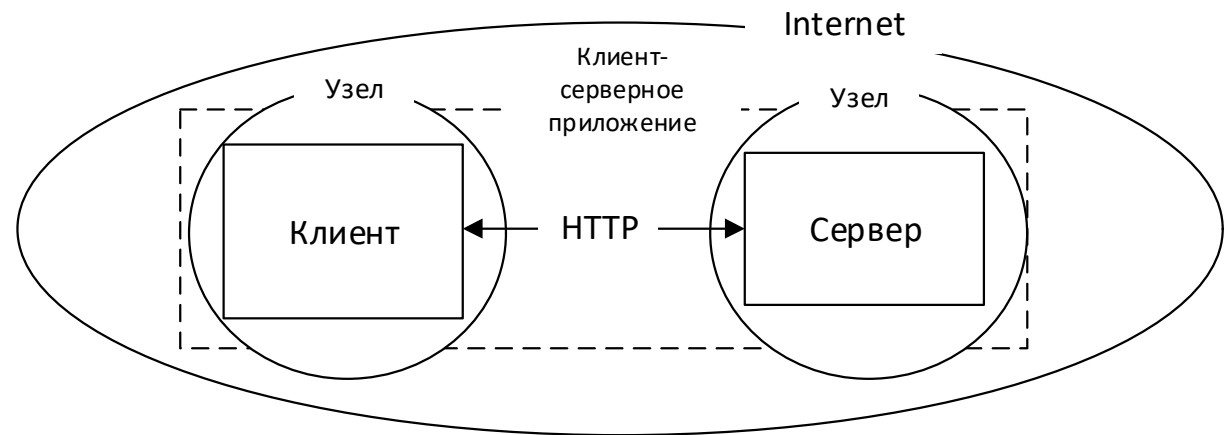 Internet
Клиент-
серверное
приложение
Узел
Узел
Клиент
HTTP
Сервер